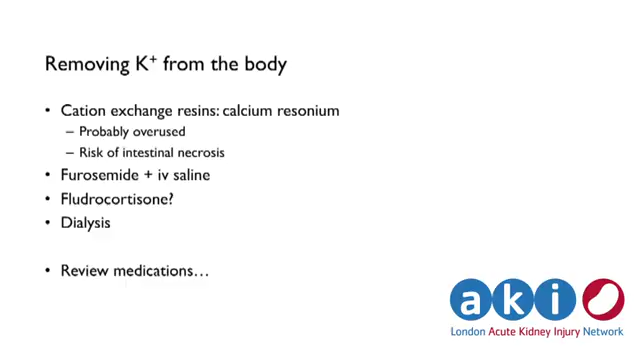 Removing K+ from the body
• Cation exchange resins: calcium resonium
– Probably overused
– Risk of intestinal necrosis
• Furosemide + iv saline
• Fludrocortisone?
• Dialysis
• Review medications…
aki
London Acute Kidney Injury Network